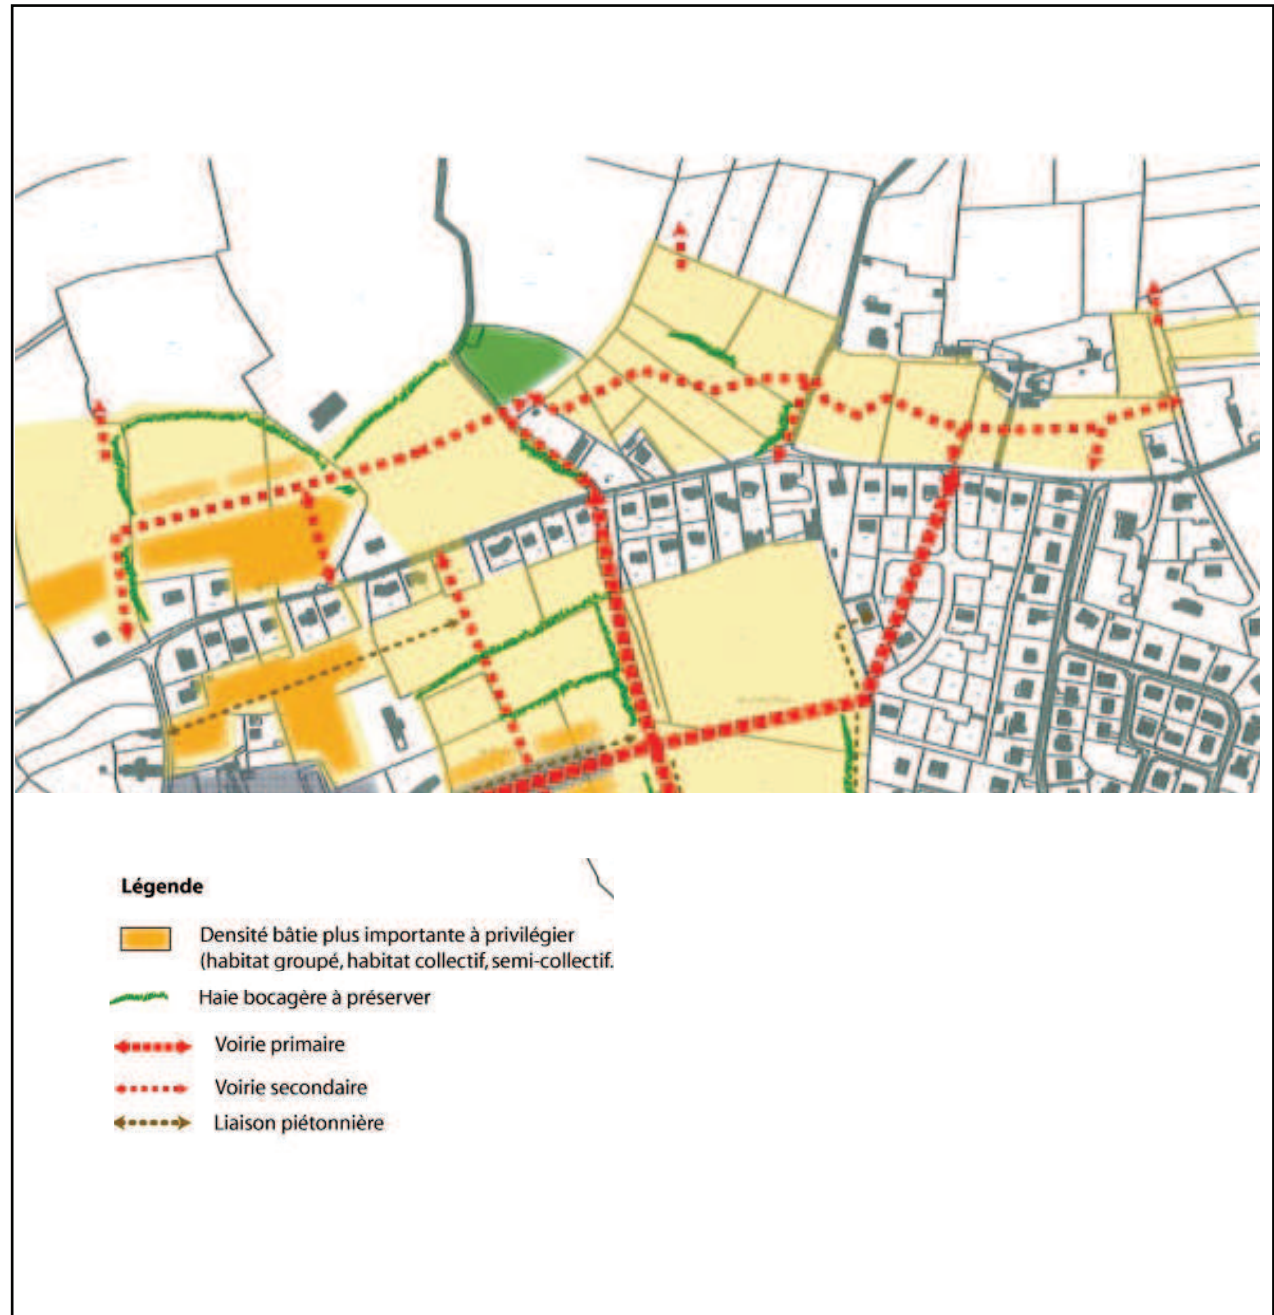 Légende
Densité bâtie plus importante à privilégier
(habitat groupé, habitat collectif, semi-collectif.
Haie bocagère à préserver
Voirie primaire
Voirie secondaire
Liaison piétonnière